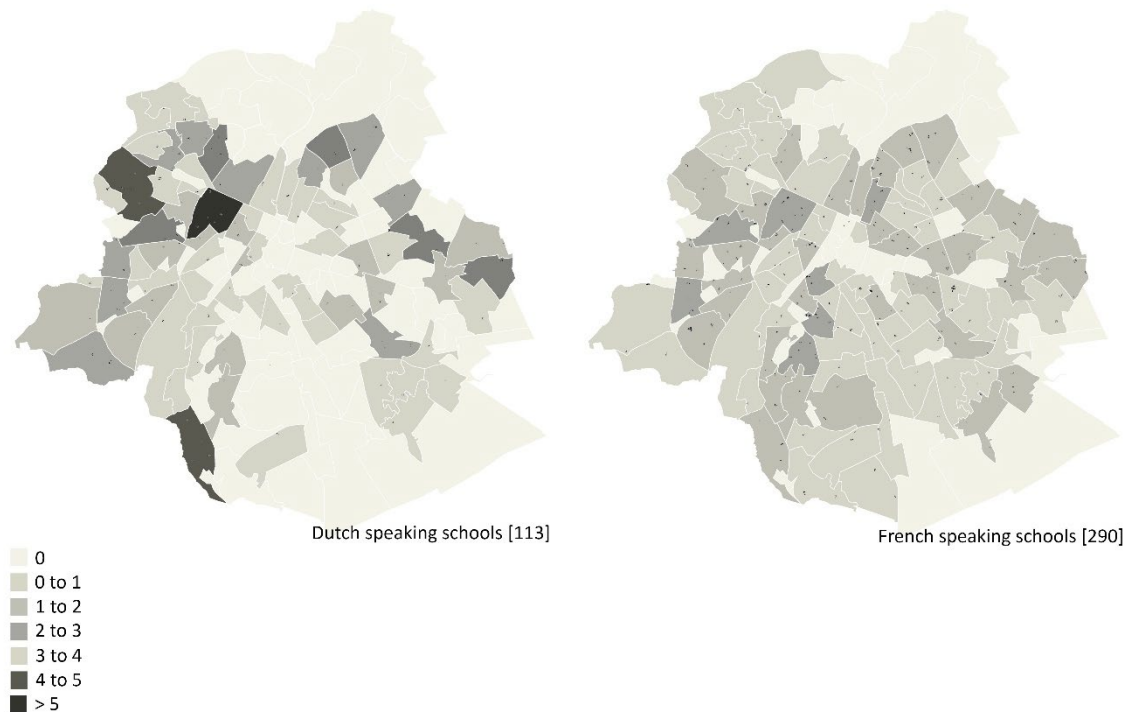 Dutch speaking schools [113]
French speaking schools [290]
0
0 to 1
1 to 2
2 to 3
3 to 4
4 to 5
> 5